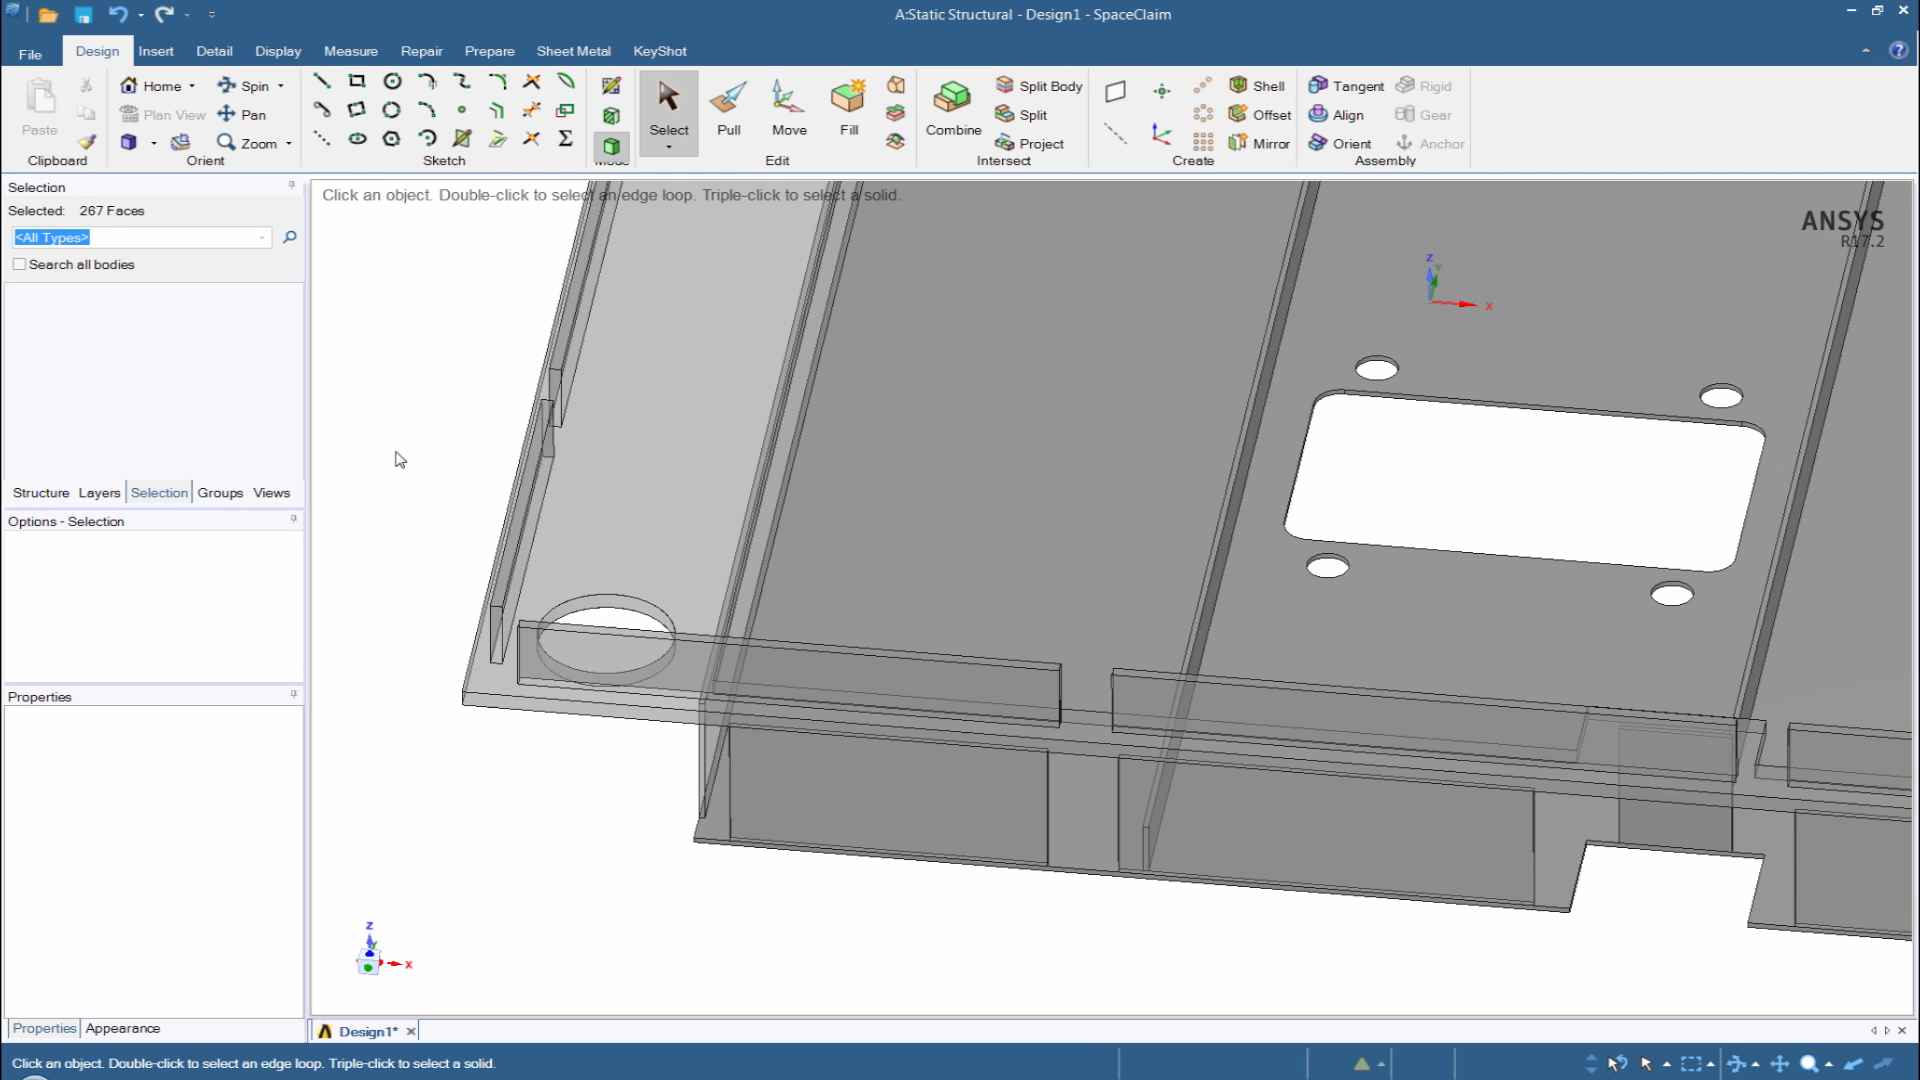 A:Static Structural - Design1 - SpaceClaim
File
Design
Insert
Detail
Display
Measure
Repair
Prepare
Sheet Metal
KeyShot
Paste
Clipboard
Home
Spin
Plan View
Pan
Zoom
Orient
Sketch
Select
Pull
Move
Fill
Edit
Combine
Split Body
Split
Project
Intersect
Shell
Offset
Mirror
Create
Tangent
Rigid
Align
Gear
Orient
Anchor
Assembly
Selection
Selected: 267 Faces
<All Types>
Search all bodies
Structure
Layers
Selection
Groups
Views
Options - Selection
Properties
Properties
Appearance
Click an object. Double-click to select an edge loop. Triple-click to select a solid.
ANSYS
R17.2
Z
Y
X
Z
X
Design1*
Click an object. Double-click to select an edge loop. Triple-click to select a solid.